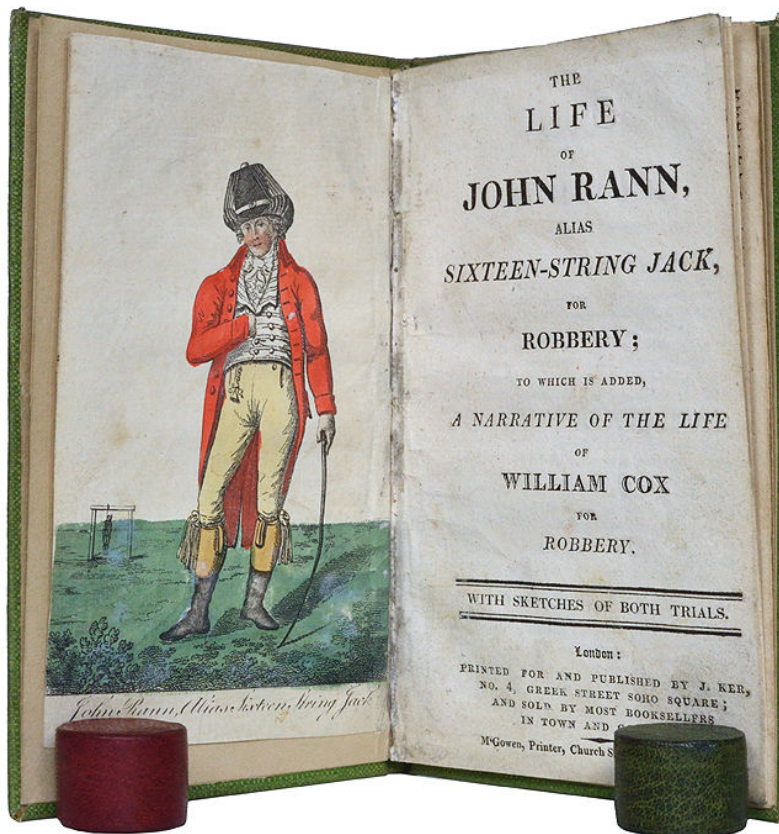 John Rann, Alias Sixteen String Jack
THE
LIFE
OF
JOHN RANN,
ALIAS
SIXTEEN-STRING JACK,
FOR
ROBBERY;
TO WHICH IS ADDED,
A NARRATIVE OF THE LIFE
OF
WILLIAM COX
FOR
ROBBERY.
WITH SKETCHES OF BOTH TRIALS.
London:
PRINTED FOR AND PUBLISHED BY J. KER,
NO. 4, GREEK STREET SOHO SQUARE;
AND SOLD BY MOST BOOKSELLERS
IN TOWN AND
McGowen, Printer, Church